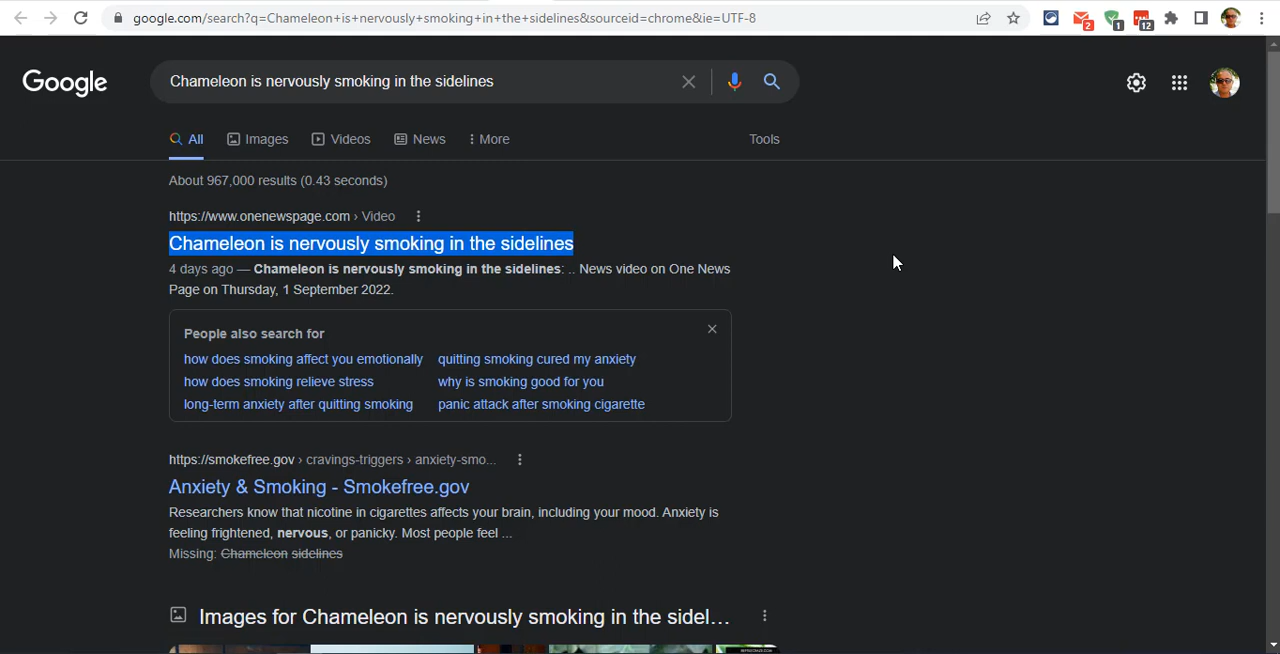 google.com/search?q=Chameleon+is+nervously+smoking+in+the+sidelines&sourceid=chrome&ie=UTF-8
2
1
12
Google
Chameleon is nervously smoking in the sidelines
All Images Videos News More Tools
About 967,000 results (0.43 seconds)
https://www.onenewspage.com › Video
Chameleon is nervously smoking in the sidelines
4 days ago — Chameleon is nervously smoking in the sidelines: .. News video on One News
Page on Thursday, 1 September 2022.
People also search for
how does smoking affect you emotionally quitting smoking cured my anxiety
how does smoking relieve stress why is smoking good for you
long-term anxiety after quitting smoking panic attack after smoking cigarette
https://smokefree.gov › cravings-triggers › anxiety-smo...
Anxiety & Smoking - Smokefree.gov
Researchers know that nicotine in cigarettes affects your brain, including your mood. Anxiety is
feeling frightened, nervous, or panicky. Most people feel ...
Missing: Chameleon sidelines
Images for Chameleon is nervously smoking in the sidel...